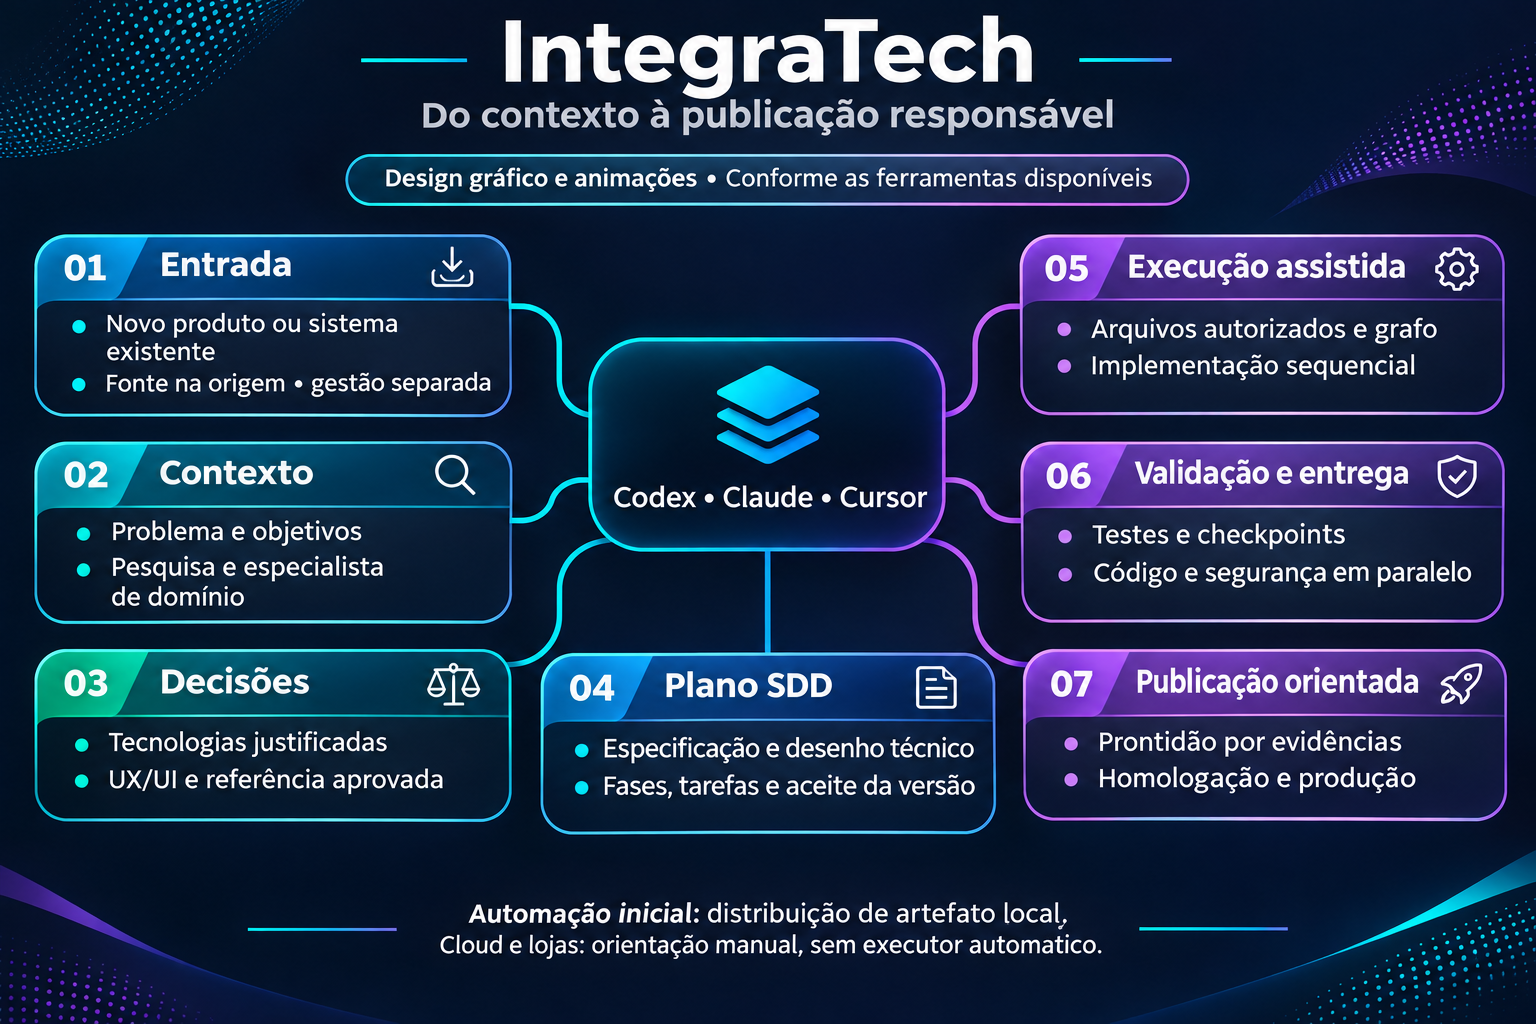 IntegraTech
Do contexto à publicação responsável
Design gráfico e animações • Conforme as ferramentas disponíveis
01 Entrada
• Novo produto ou sistema
existente
• Fonte na origem • gestão separada
02 Contexto
• Problema e objetivos
• Pesquisa e especialista
de domínio
03 Decisões
• Tecnologias justificadas
• UX/UI e referência aprovada
Codex • Claude • Cursor
04 Plano SDD
• Especificação e desenho técnico
• Fases, tarefas e aceite da versão
05 Execução assistida
• Arquivos autorizados e grafo
• Implementação sequencial
06 Validação e entrega
• Testes e checkpoints
• Código e segurança em paralelo
07 Publicação orientada
• Prontidão por evidências
• Homologação e produção
Automação inicial: distribuição de artefato local,
Cloud e lojas: orientação manual, sem executor automatico.